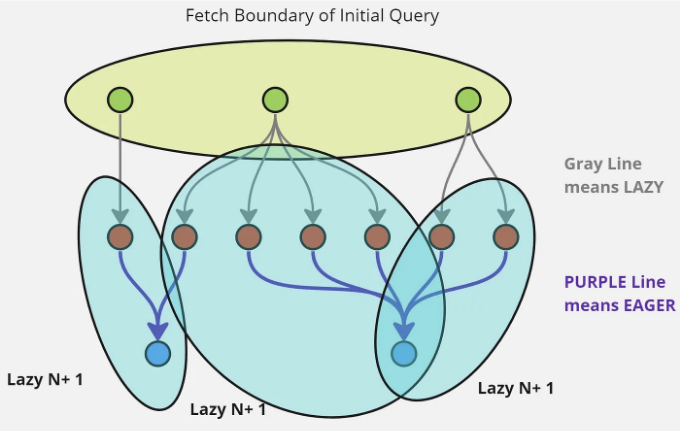 Fetch Boundary of Initial Query
Gray Line
means LAZY
PURPLE Line
means EAGER
Lazy N+ 1
Lazy N+ 1
Lazy N+ 1